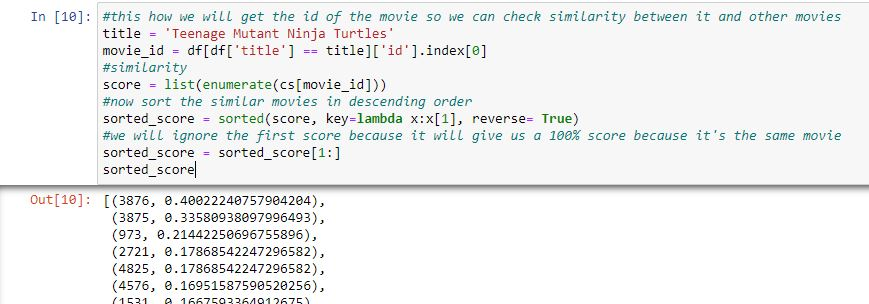 In [10]: #this how we will get the id of the movie so we can check similarity between it and other movies
title = 'Teenage Mutant Ninja Turtles'
movie_id = df[df['title'] == title]['id'].index[0]
#similarity
score = list(enumerate(cs[movie_id]))
#now sort the similar movies in descending order
sorted_score = sorted(score, key=lambda x:x[1], reverse= True)
#we will ignore the first score because it will give us a 100% score because it's the same movie
sorted_score = sorted_score[1:]
sorted_score
Out[10]: [(3876, 0.40022240757904204),
(3875, 0.33580938097996493),
(973, 0.21442250696755896),
(2721, 0.17868542247296582),
(4825, 0.17868542247296582),
(4576, 0.16951587590520256),
(1531, 0.1667593364912675),